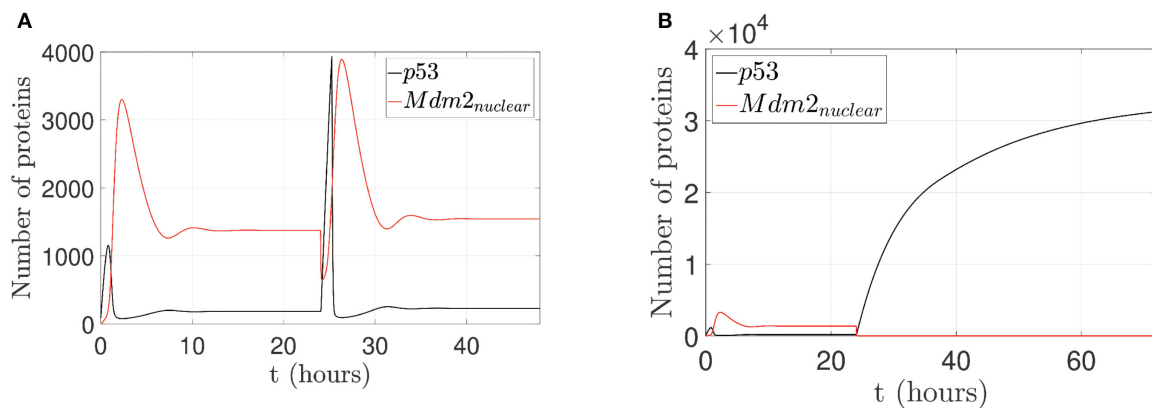 A
Number of proteins
4000
3000
2000
1000
0
p53
Mdm2nuclear
0 10 20 30 40
t (hours)
B
×10^4
Number of proteins
4
3
2
1
0
p53
Mdm2nuclear
0 20 40 60
t (hours)